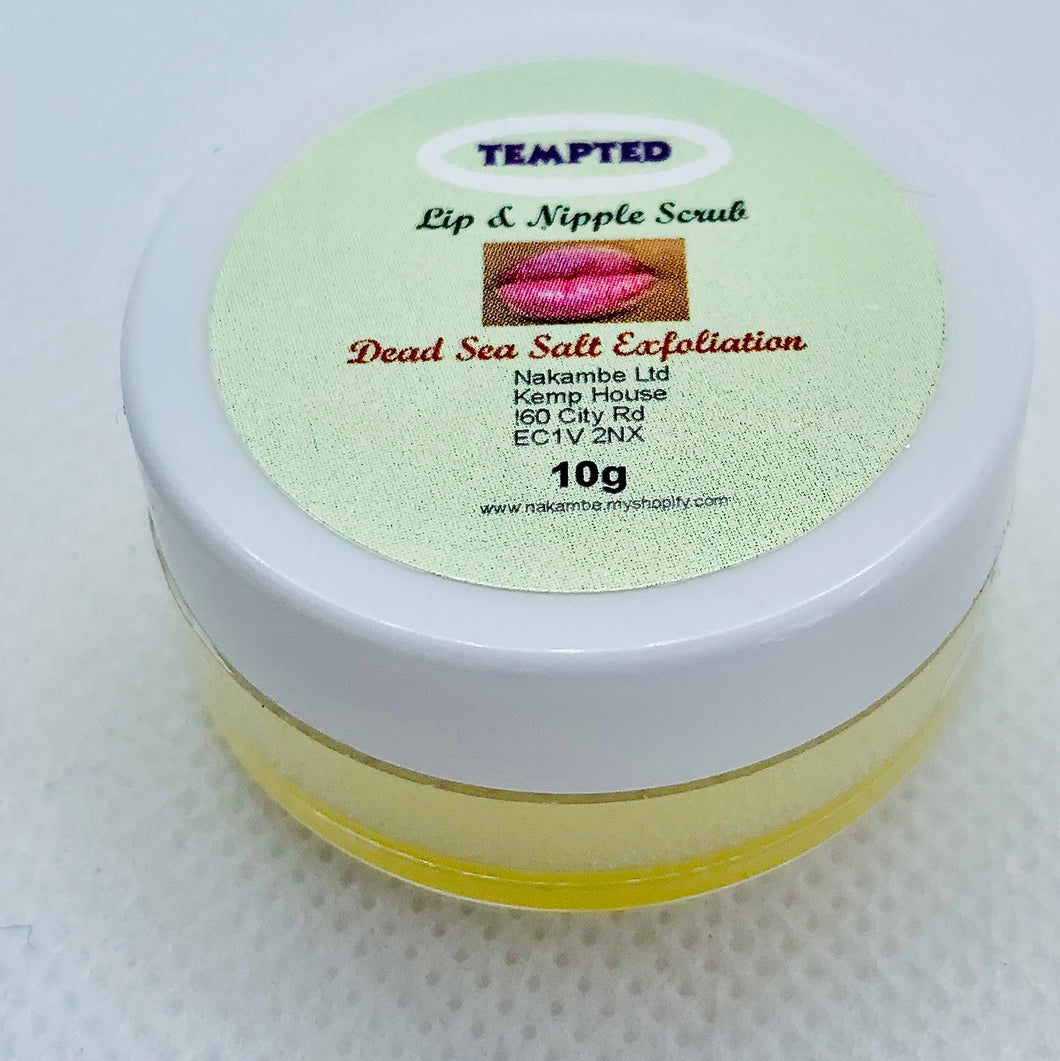 TEMPTED
Lip & Nipple Scrub
Dead Sea Salt Exfoliation
Nakambe Ltd
Kemp House
160 City Rd
EC1V 2NX
10g
www.nakambe.myshopify.com